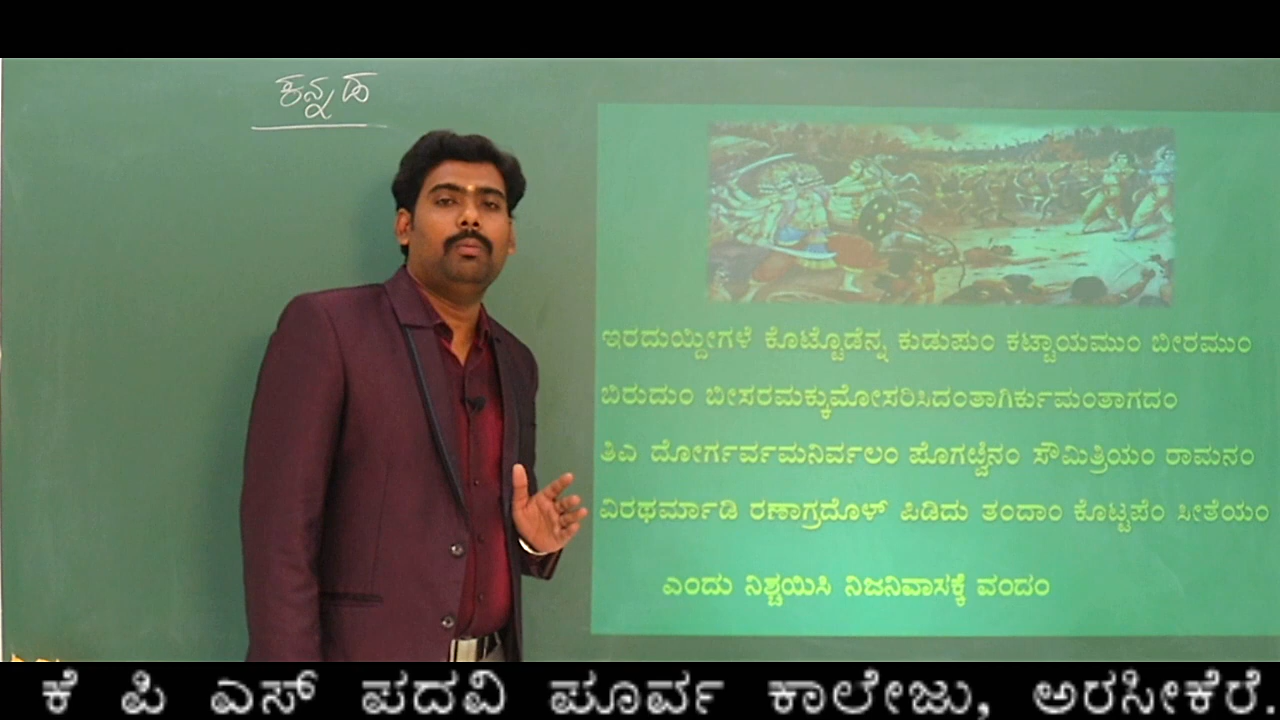 ಕನ್ನಡ
ಇರದುಯ್ದೀಗಳೆ ಕೊಟ್ಟೊಡೆನ್ನ ಕುಡುಪುಂ ಕಟ್ಟಾಯಮುಂ ಬೀರಮುಂ
ಬಿರುದುಂ ಬೀಸರಮಕ್ಕುಮೋಸರಿಸಿದಂತಾಗಿರ್ಕುಮಂತಾಗದಂ
ತಿಎ ದೋರ್ಗರ್ವಮನಿರ್ವಲಂ ಪೊಗಳ್ವಿನಂ ಸೌಮಿತ್ರಿಯಂ ರಾಮನಂ
ವಿರಥರ್ಮಾಡಿ ರಣಾಗ್ರದೊಳ್ ಪಿಡಿದು ತಂದಾಂ ಕೊಟ್ಟಪೆಂ ಸೀತೆಯಂ
ಎಂದು ನಿಶ್ಚಯಿಸಿ ನಿಜನಿವಾಸಕ್ಕೆ ವಂದಂ
ಕೆ ಪಿ ಎಸ್ ಪದವಿ ಪೂರ್ವ ಕಾಲೇಜು, ಅರಸೀಕೆರೆ.